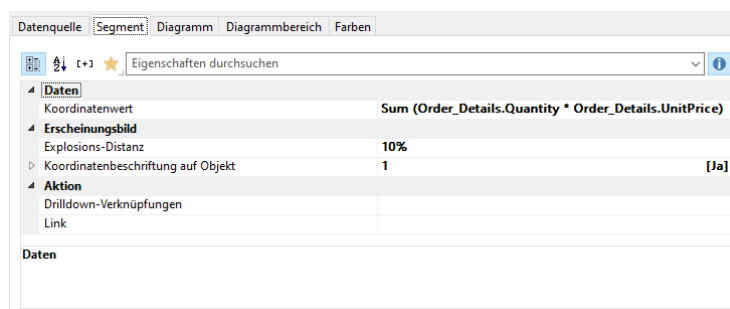 Datenquelle Segment Diagramm Diagrammbereich Farben
Eigenschaften durchsuchen
Daten
Koordinatenwert Sum (Order_Details.Quantity * Order_Details.UnitPrice)
Erscheinungsbild
Explosions-Distanz 10%
Koordinatenbeschriftung auf Objekt 1 [Ja]
Aktion
Drilldown-Verknüpfungen
Link
Daten